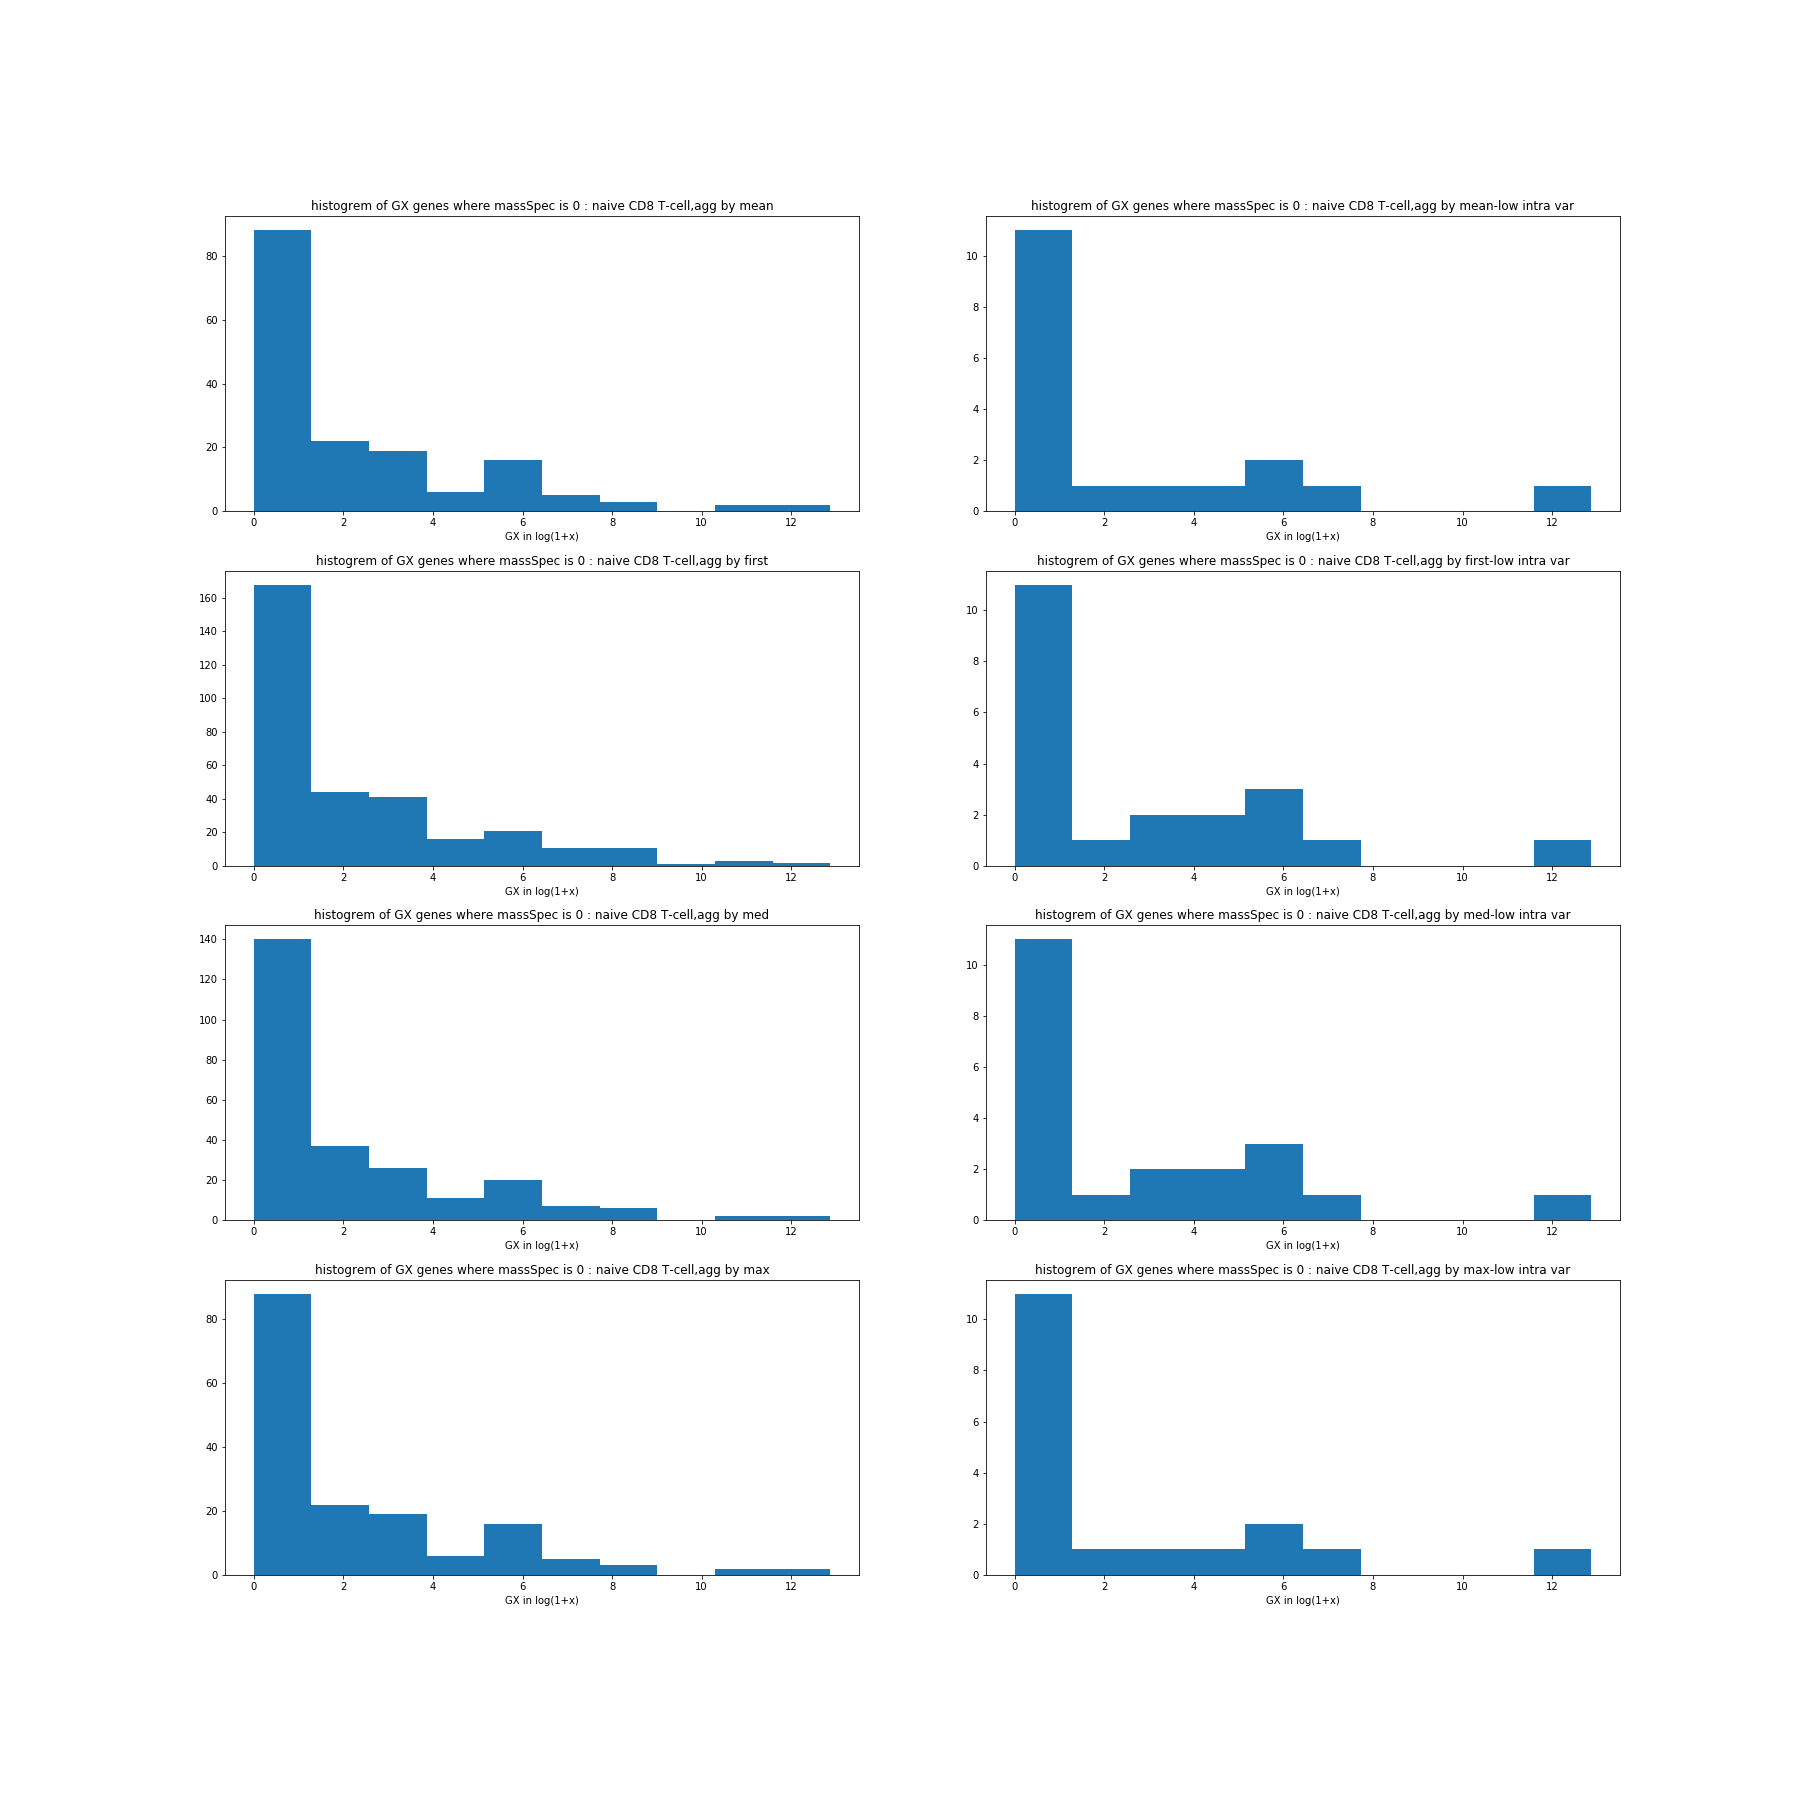 histogrem of GX genes where massSpec is 0 : naive CD8 T-cell,agg by mean
80
60
40
20
0
0 2 4 6 8 10 12
GX in log(1+x)
histogrem of GX genes where massSpec is 0 : naive CD8 T-cell,agg by mean-low intra var
10
8
6
4
2
0
0 2 4 6 8 10 12
GX in log(1+x)
histogrem of GX genes where massSpec is 0 : naive CD8 T-cell,agg by first
160
140
120
100
80
60
40
20
0
0 2 4 6 8 10 12
GX in log(1+x)
histogrem of GX genes where massSpec is 0 : naive CD8 T-cell,agg by first-low intra var
10
8
6
4
2
0
0 2 4 6 8 10 12
GX in log(1+x)
histogrem of GX genes where massSpec is 0 : naive CD8 T-cell,agg by med
140
120
100
80
60
40
20
0
0 2 4 6 8 10 12
GX in log(1+x)
histogrem of GX genes where massSpec is 0 : naive CD8 T-cell,agg by med-low intra var
10
8
6
4
2
0
0 2 4 6 8 10 12
GX in log(1+x)
histogrem of GX genes where massSpec is 0 : naive CD8 T-cell,agg by max
80
60
40
20
0
0 2 4 6 8 10 12
GX in log(1+x)
histogrem of GX genes where massSpec is 0 : naive CD8 T-cell,agg by max-low intra var
10
8
6
4
2
0
0 2 4 6 8 10 12
GX in log(1+x)